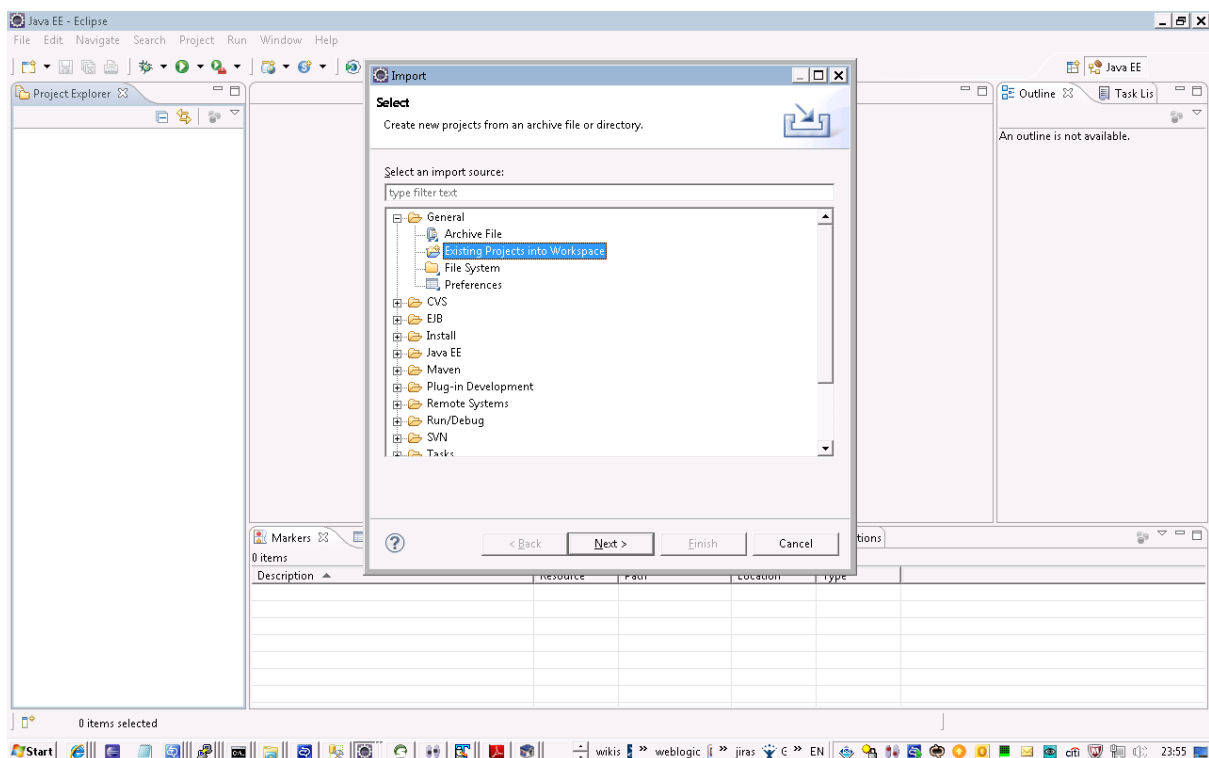 Java EE - Eclipse
File Edit Navigate Search Project Run Window Help
Java EE
Project Explorer
Outline
Task Lis
An outline is not available.
Import
Select
Create new projects from an archive file or directory.
Select an import source:
type filter text
General
Archive File
Existing Projects into Workspace
File System
Preferences
CVS
EJB
Install
Java EE
Maven
Plug-in Development
Remote Systems
Run/Debug
SVN
Tasks
< Back
Next >
Finish
Cancel
Markers
tions
0 items
Description Resource Path Location Type
0 items selected
Start wikis weblogic jiras EN citi 23:55